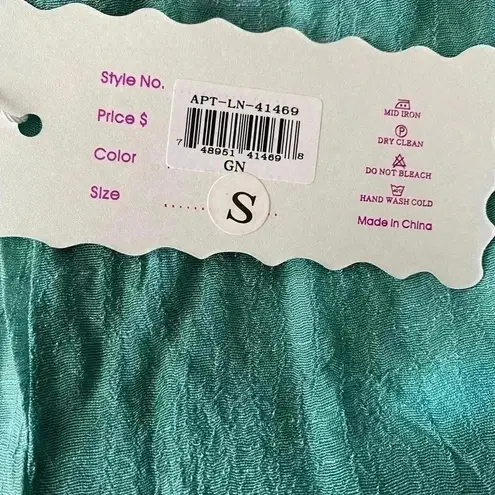 Style No.
APT-LN-41469
Price $
7 48951 41469 8
Color
GN
Size
S
MID IRON
P
DRY CLEAN
DO NOT BLEACH
HAND WASH COLD
Made in China